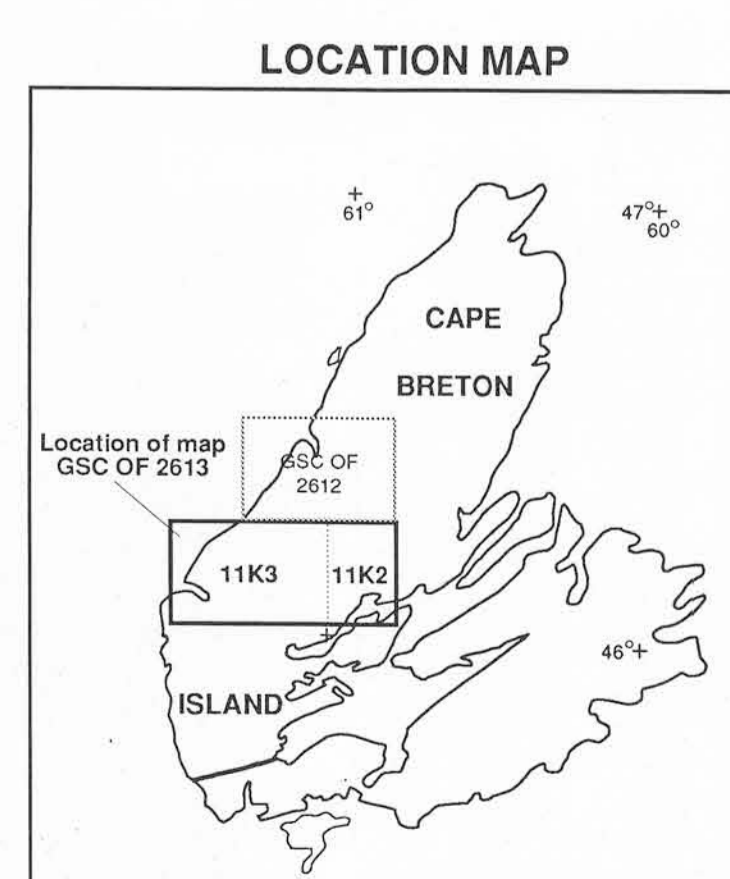 LOCATION MAP
+
61°
47°+
60°
CAPE
BRETON
Location of map
GSC OF 2613
GSC OF
2612
11K3
11K2
+
46°+
ISLAND